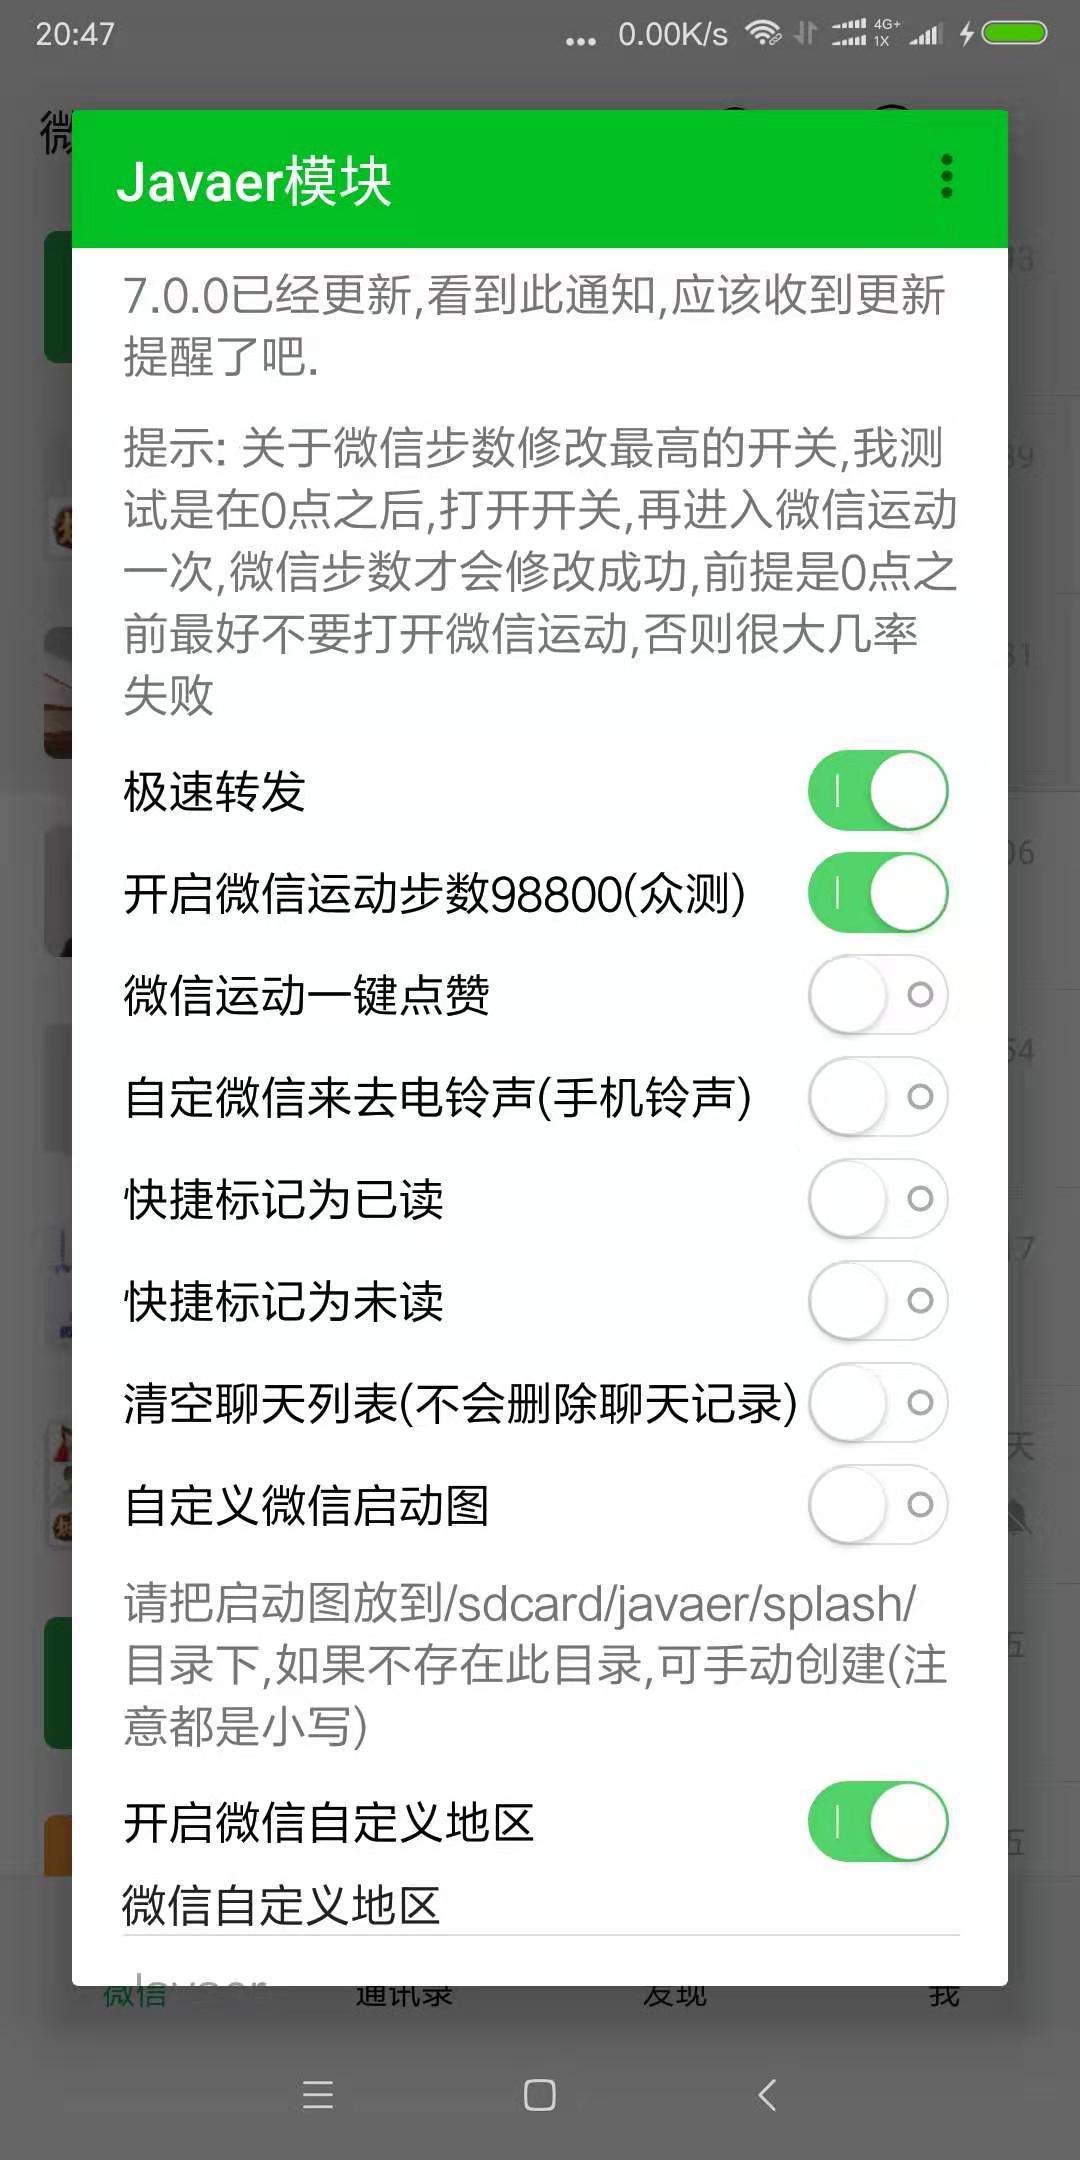 20:47
... 0.00K/s 4G+
1X
微
Javaer模块
7.0.0已经更新,看到此通知,应该收到更新
提醒了吧.
提示: 关于微信步数修改最高的开关,我测
试是在0点之后,打开开关,再进入微信运动
一次,微信步数才会修改成功,前提是0点之
前最好不要打开微信运动,否则很大几率
失败
极速转发
开启微信运动步数98800(众测)
微信运动一键点赞
自定微信来去电铃声(手机铃声)
快捷标记为已读
快捷标记为未读
清空聊天列表(不会删除聊天记录)
天
自定义微信启动图
请把启动图放到/sdcard/javaer/splash/
目录下,如果不存在此目录,可手动创建(注
意都是小写)
五
开启微信自定义地区
五
微信自定义地区
微信 通讯录 发现 我